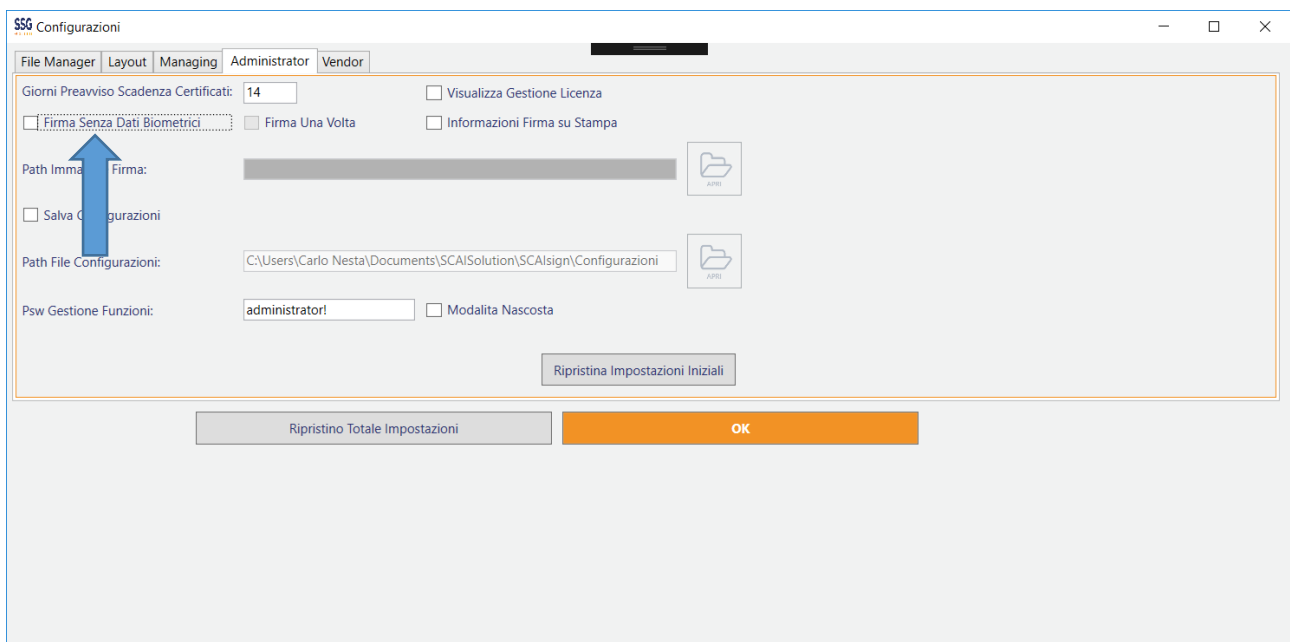 SSG Configurazioni
File Manager Layout Managing Administrator Vendor
Giorni Preavviso Scadenza Certificati: 14 Visualizza Gestione Licenza
Firma Senza Dati Biometrici Firma Una Volta Informazioni Firma su Stampa
Path Imma Firma:
APRI
Salva C gurazioni
Path File Configurazioni: C:\Users\Carlo Nesta\Documents\SCAISolution\SCAIsign\Configurazioni
APRI
Psw Gestione Funzioni: administrator! Modalita Nascosta
Ripristina Impostazioni Iniziali
Ripristino Totale Impostazioni OK